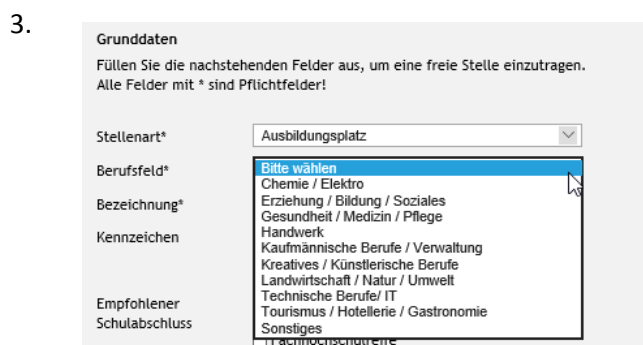 3.
Grunddaten
Füllen Sie die nachstehenden Felder aus, um eine freie Stelle einzutragen.
Alle Felder mit * sind Pflichtfelder!
Stellenart* Ausbildungsplatz
Berufsfeld* Bitte wählen
Chemie / Elektro
Bezeichnung* Erziehung / Bildung / Soziales
Gesundheit / Medizin / Pflege
Kennzeichen Handwerk
Kaufmännische Berufe / Verwaltung
Kreatives / Künstlerische Berufe
Landwirtschaft / Natur / Umwelt
Empfohlener Technische Berufe/ IT
Schulabschluss Tourismus / Hotellerie / Gastronomie
Sonstiges
Fachhochschulreife